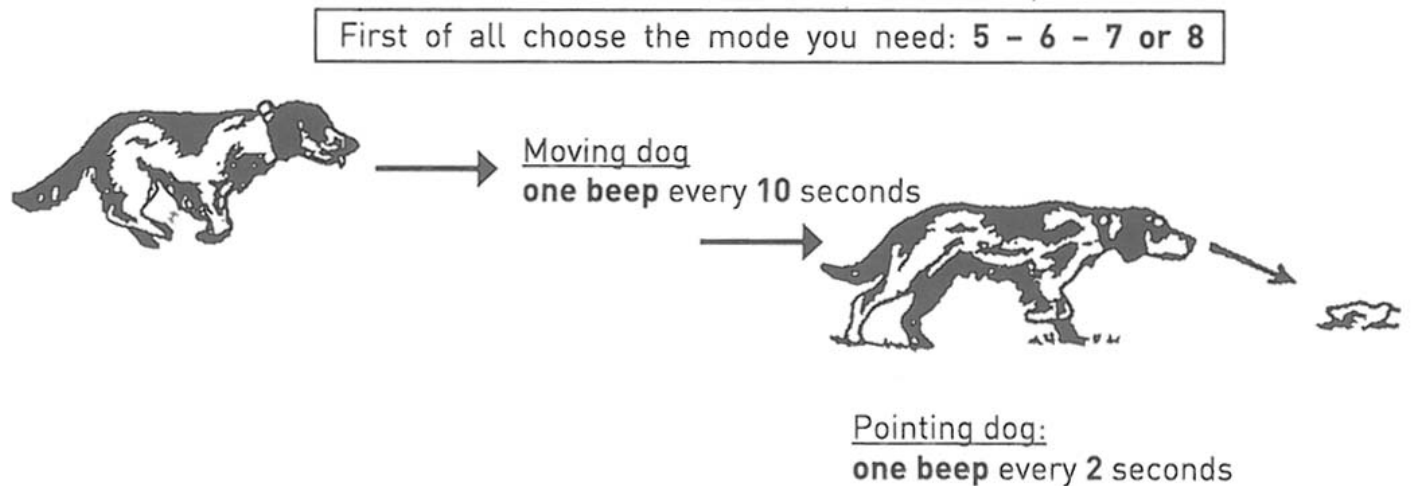 First of all choose the mode you need: 5 – 6 – 7 or 8
Moving dog
one beep every 10 seconds
Pointing dog:
one beep every 2 seconds